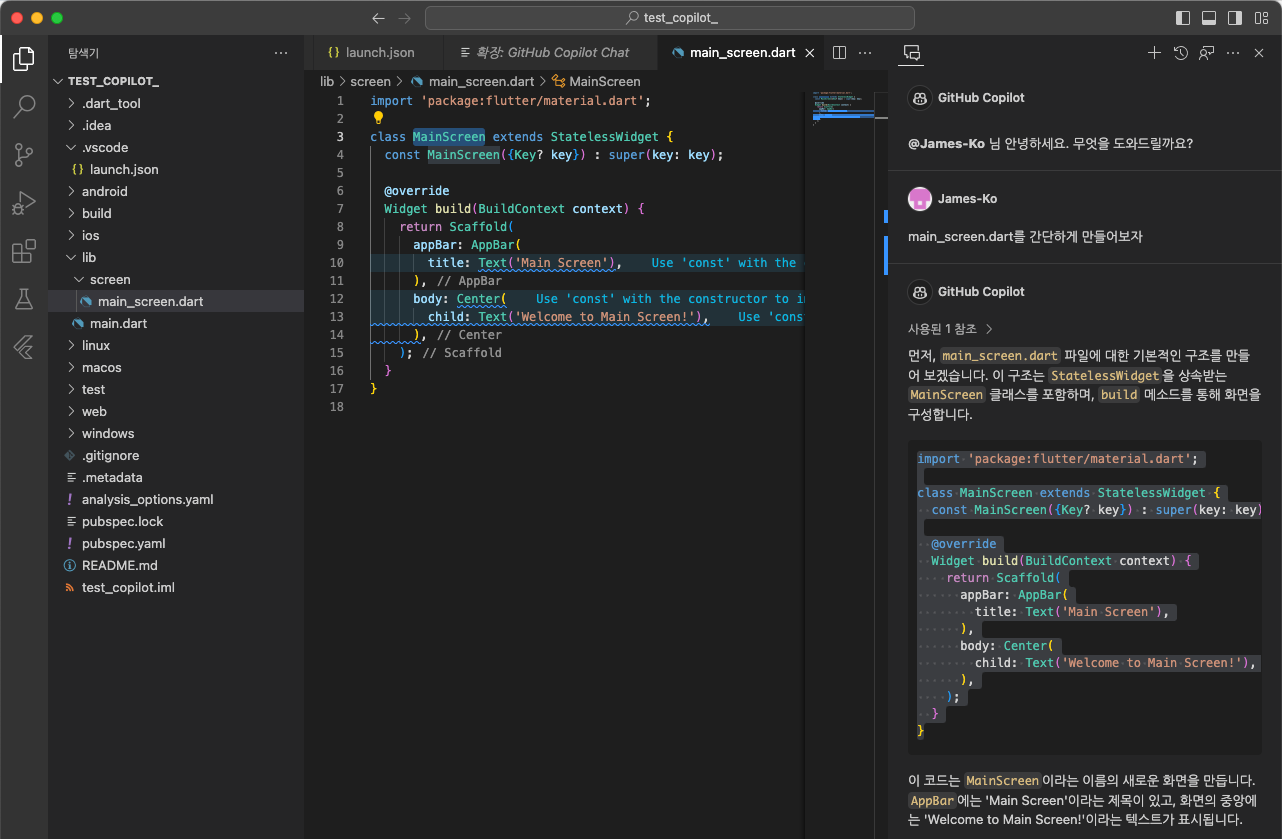 test_copilot_
탐색기
TEST_COPILOT_
.dart_tool
.idea
.vscode
{} launch.json
android
build
ios
lib
screen
main_screen.dart
main.dart
linux
macos
test
web
windows
.gitignore
.metadata
! analysis_options.yaml
pubspec.lock
! pubspec.yaml
README.md
test_copilot.iml
{} launch.json
확장: GitHub Copilot Chat
main_screen.dart
lib > screen > main_screen.dart > MainScreen
1 import 'package:flutter/material.dart';
2
3 class MainScreen extends StatelessWidget {
4 const MainScreen({Key? key}) : super(key: key);
5
6 @override
7 Widget build(BuildContext context) {
8 return Scaffold(
9 appBar: AppBar(
10 title: Text('Main Screen'), Use 'const' with the
11 ), // AppBar
12 body: Center( Use 'const' with the constructor to i
13 child: Text('Welcome to Main Screen!'), Use 'cons
14 ), // Center
15 ); // Scaffold
16 }
17 }
18
GitHub Copilot
@James-Ko 님 안녕하세요. 무엇을 도와드릴까요?
James-Ko
main_screen.dart를 간단하게 만들어보자
GitHub Copilot
사용된 1 참조 >
먼저, main_screen.dart 파일에 대한 기본적인 구조를 만들
어 보겠습니다. 이 구조는 StatelessWidget을 상속받는
MainScreen 클래스를 포함하며, build 메소드를 통해 화면을
구성합니다.
import 'package:flutter/material.dart';
class MainScreen extends StatelessWidget {
const MainScreen({Key? key}) : super(key: key)
@override
Widget build(BuildContext context) {
return Scaffold(
appBar: AppBar(
title: Text('Main Screen'),
),
body: Center(
child: Text('Welcome to Main Screen!'),
),
);
}
}
이 코드는 MainScreen이라는 이름의 새로운 화면을 만듭니다.
AppBar에는 'Main Screen'이라는 제목이 있고, 화면의 중앙에
는 'Welcome to Main Screen!'이라는 텍스트가 표시됩니다.